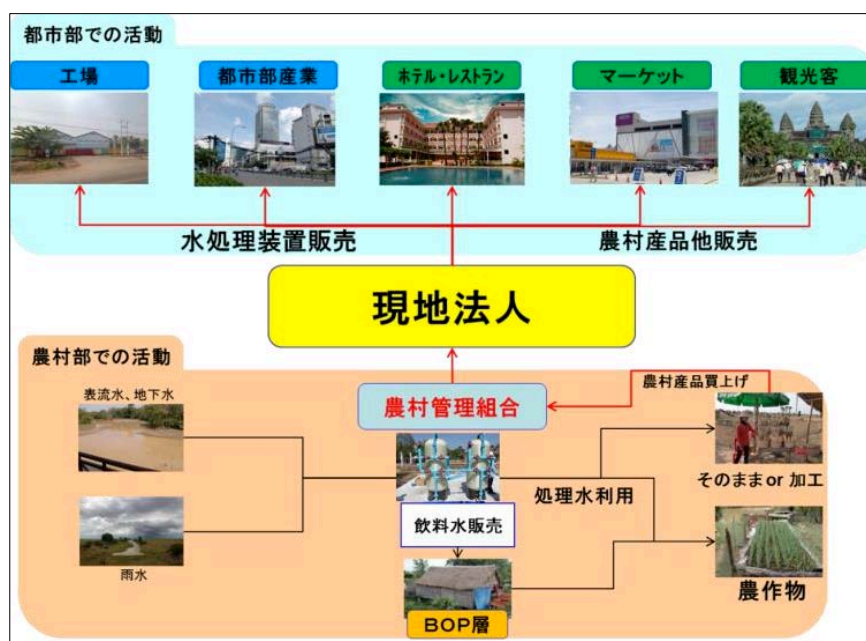 都市部での活動
工場
都市部産業
ホテル・レストラン
マーケット
観光客
水処理装置販売
農村産品他販売
現地法人
農村部での活動
表流水、地下水
農村管理組合
農村産品買上げ
処理水利用
そのまま or 加工
飲料水販売
雨水
農作物
BOP層